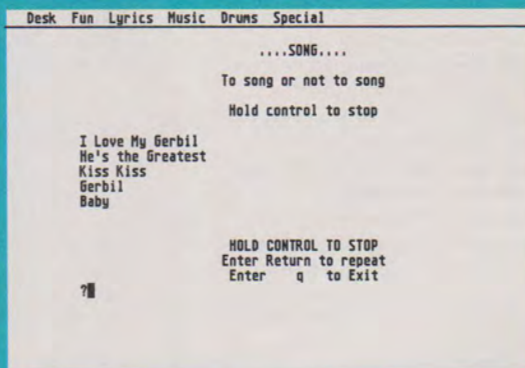 Desk Fun Lyrics Music Drums Special
....SONG....
To song or not to song
Hold control to stop
I Love My Gerbil
He's the Greatest
Kiss Kiss
Gerbil
Baby
HOLD CONTROL TO STOP
Enter Return to repeat
Enter q to Exit
?